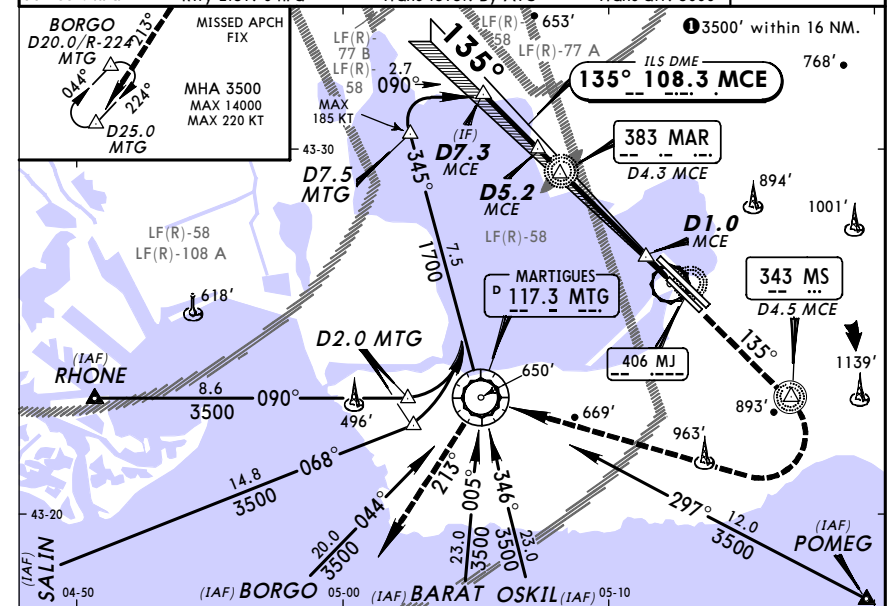 BORGO
D20.0/R-224
MTG
213°
044°
224°
D25.0
MTG
MISSED APCH
FIX
MHA 3500
MAX 14000
MAX 220 KT
LF(R)-
77 B
LF(R)-
58
LF(R)-
58
653'
LF(R)-77 A
❶3500' within 16 NM.
768'
135°
ILS DME
135° 108.3 MCE
2.7
090°
MAX
185 KT
(IF)
D7.3
MCE
383 MAR
D4.3 MCE
43-30
D7.5
MTG
345°
D5.2
MCE
894'
1001'
LF(R)-58
D1.0
MCE
LF(R)-58
LF(R)-108 A
7.5
1700
MARTIGUES
D 117.3 MTG
343 MS
D4.5 MCE
618'
D2.0 MTG
406 MJ
135°
1139'
(IAF)
RHONE
8.6
3500
090°
650'
496'
669'
893'
963'
14.8
3500
068°
213°
005°
346°
297°
12.0
3500
43-20
(IAF)
POMEG
(IAF)
SALIN
20.0
3500
044°
23.0
3500
23.0
3500
04-50
(IAF) BORGO
05-00
(IAF) BARAT
OSKIL (IAF)
05-10